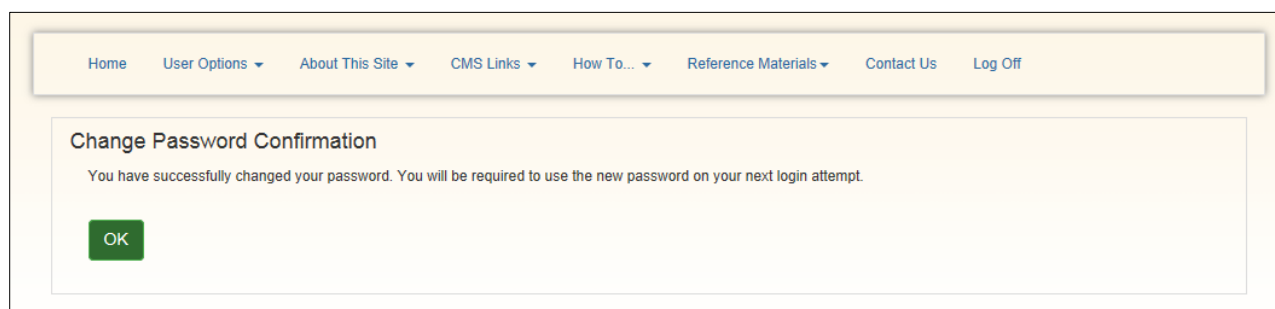 Home User Options About This Site CMS Links How To... Reference Materials Contact Us Log Off
Change Password Confirmation
You have successfully changed your password. You will be required to use the new password on your next login attempt.
OK